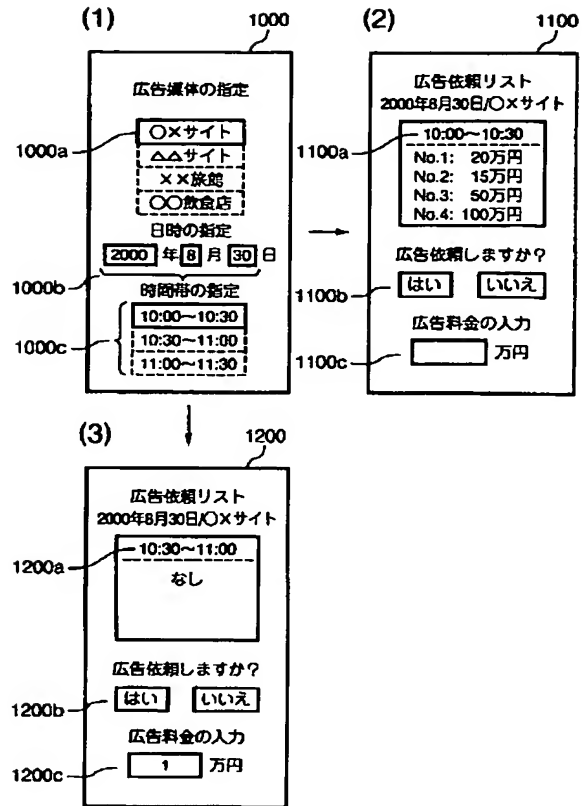 (1)
1000
広告媒体の指定
1000a
○×サイト
△△サイト
××旅館
○○飲食店
日時の指定
2000 年 8 月 30 日
1000b
時間帯の指定
1000c
10:00～10:30
10:30～11:00
11:00～11:30
(2)
1100
広告依頼リスト
2000年8月30日/○×サイト
1100a
10:00～10:30
No.1: 20万円
No.2: 15万円
No.3: 50万円
No.4: 100万円
広告依頼しますか?
1100b
はい いいえ
広告料金の入力
1100c
万円
(3)
1200
広告依頼リスト
2000年8月30日/○×サイト
1200a
10:30～11:00
なし
広告依頼しますか?
1200b
はい いいえ
広告料金の入力
1200c
1 万円